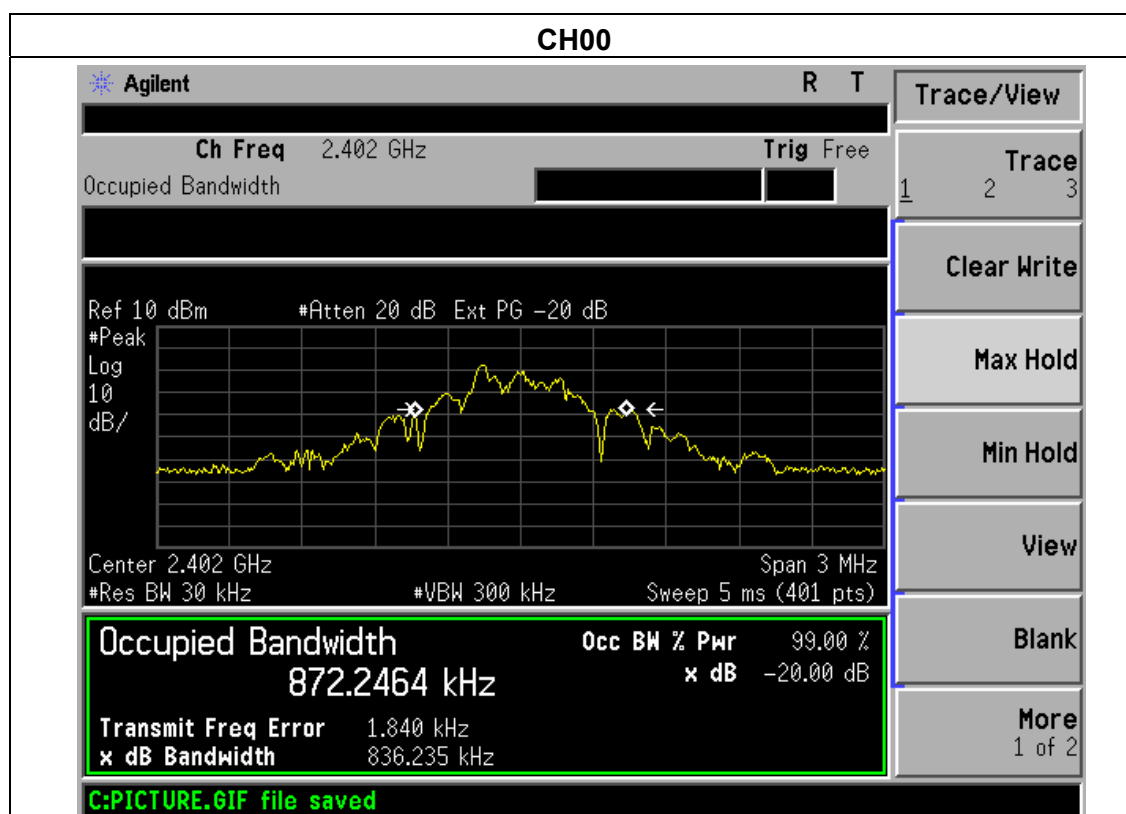 CH00
Agilent R T
Trace/View
Ch Freq 2.402 GHz Trig Free
Occupied Bandwidth
Trace
1 2 3
Clear Write
Ref 10 dBm #Atten 20 dB Ext PG -20 dB
#Peak
Log
10
dB/
Max Hold
Min Hold
View
Center 2.402 GHz Span 3 MHz
#Res BW 30 kHz #VBW 300 kHz Sweep 5 ms (401 pts)
Occupied Bandwidth Occ BW % Pwr 99.00 %
872.2464 kHz x dB -20.00 dB
Blank
Transmit Freq Error 1.840 kHz
x dB Bandwidth 836.235 kHz
More
1 of 2
C:PICTURE.GIF file saved